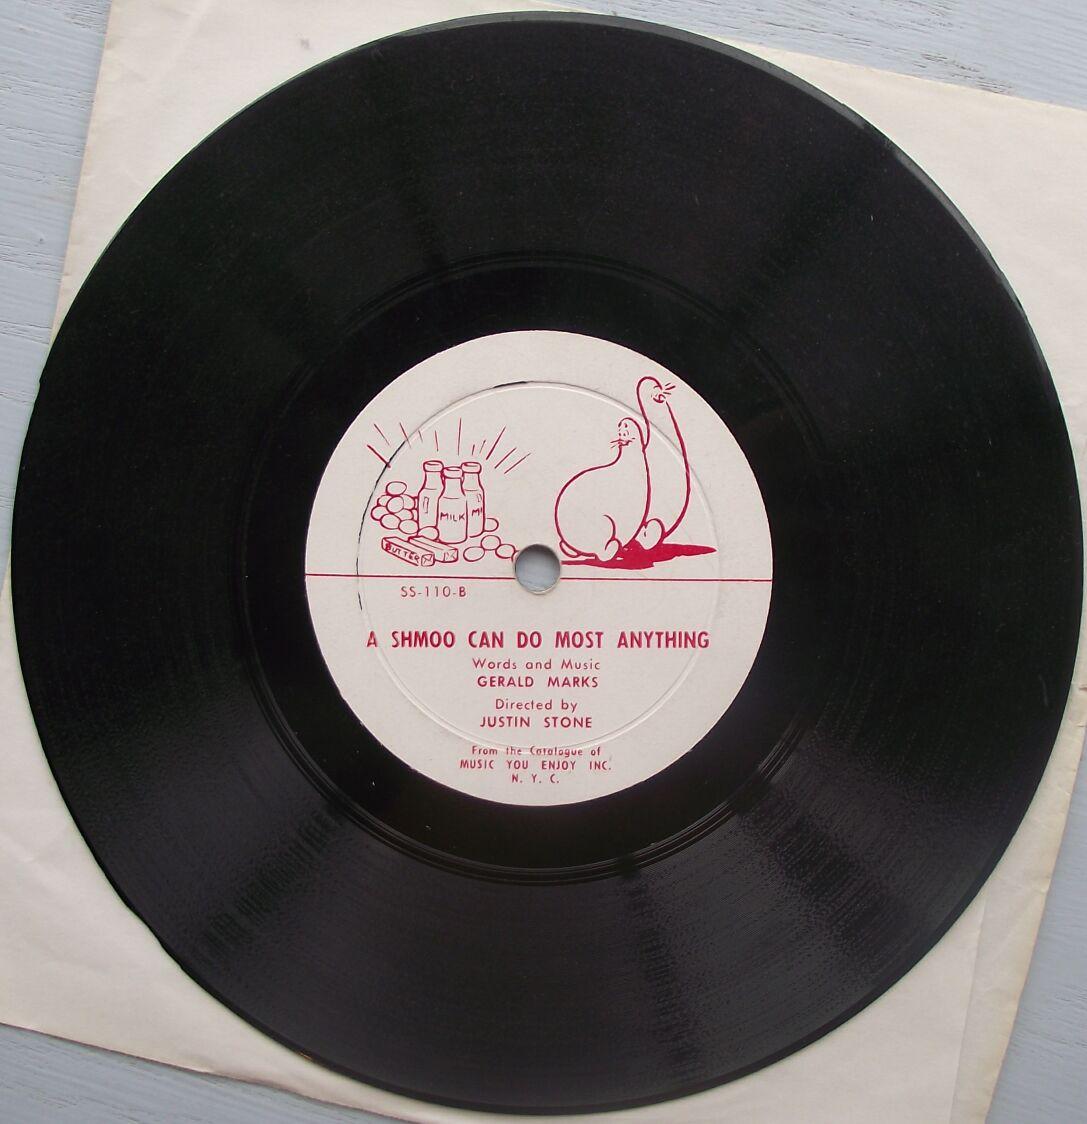 MILK MI
BUTTER
SS-110-B
A SHMOO CAN DO MOST ANYTHING
Words and Music
GERALD MARKS
Directed by
JUSTIN STONE
From the Catalogue of
MUSIC YOU ENJOY INC.
N. Y. C.